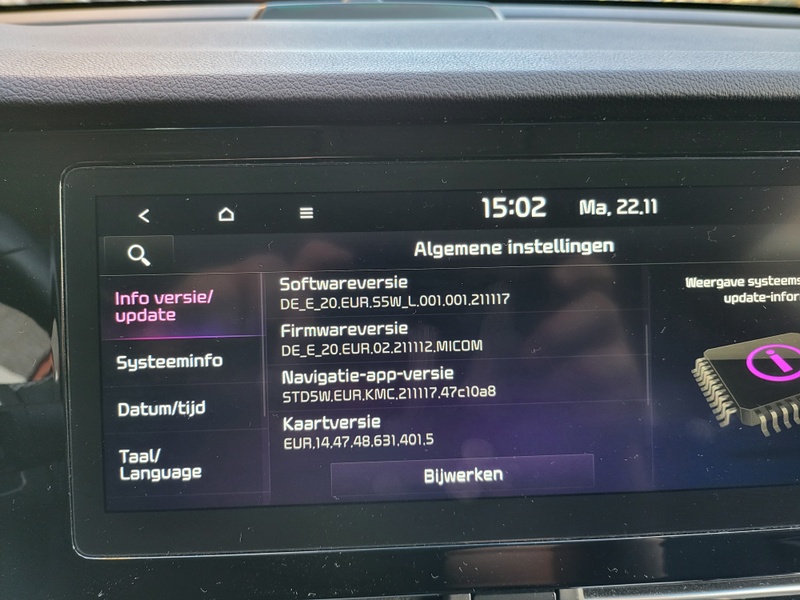 15:02
Ma, 22.11
Algemene instellingen
Info versie/
update
Systeeminfo
Datum/tijd
Taal/
Language
Softwareversie
DE_E_20.EUR.S5W_L.001.001.211117
Firmwareversie
DE_E_20.EUR.02.211112.MICOM
Navigatie-app-versie
STD5W.EUR.KMC.211117.47c10a8
Kaartversie
EUR.14.47.48.631.401.5
Bijwerken
Weergave systeems
update-infor